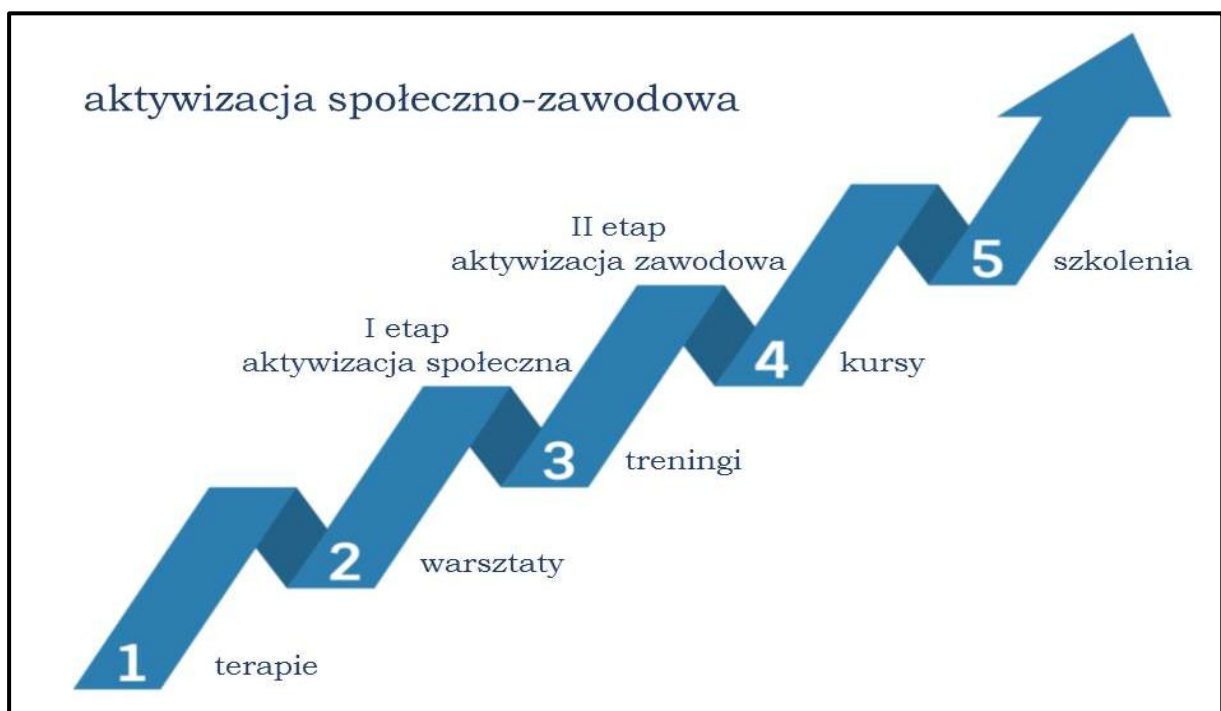 aktywizacja społeczno-zawodowa
II etap
aktywizacja zawodowa
5 szkolenia
I etap
aktywizacja społeczna
4 kursy
3 treningi
2 warsztaty
1 terapie